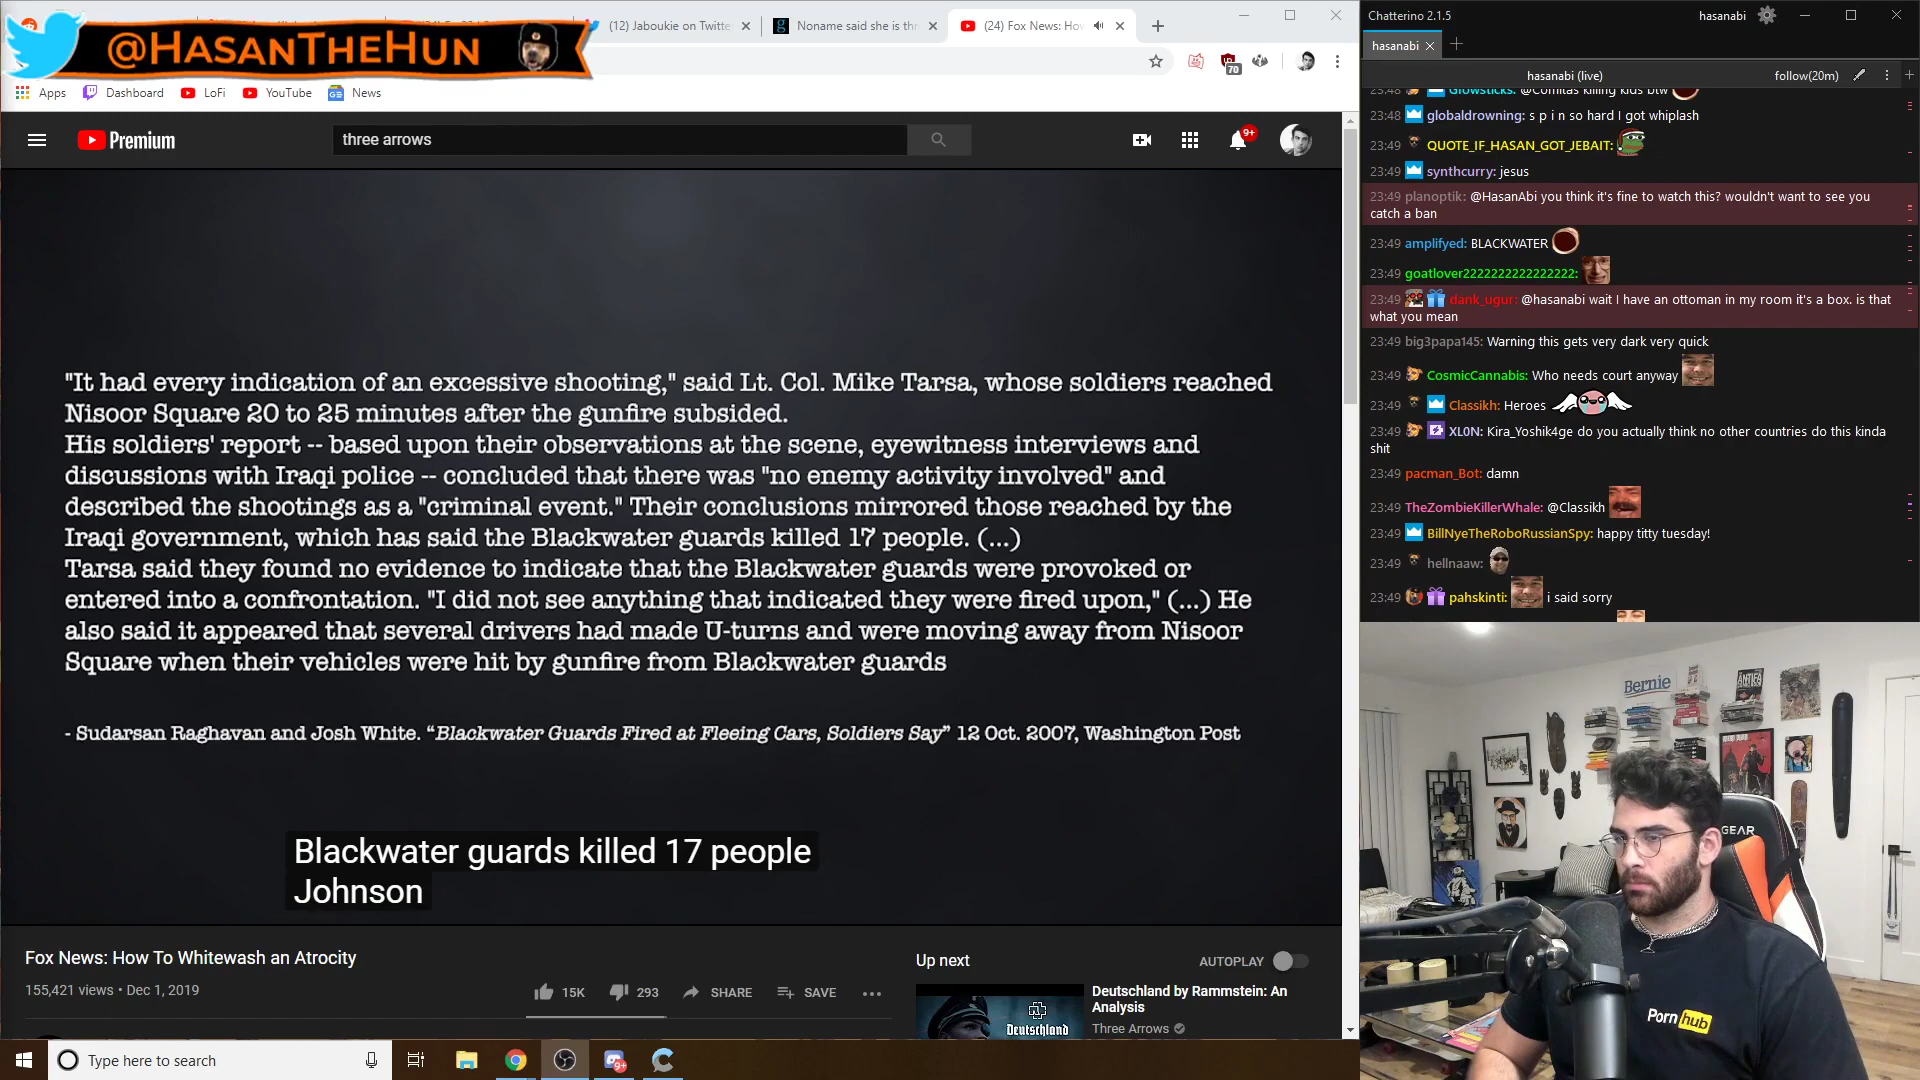 @HASANTHEHUN
(12) Jaboukie on Twitte
Noname said she is thr
(24) Fox News: Ho
70
Apps
Dashboard
LoFi
YouTube
News
Premium
three arrows
9+
"It had every indication of an excessive shooting," said Lt. Col. Mike Tarsa, whose soldiers reached
Nisoor Square 20 to 25 minutes after the gunfire subsided.
His soldiers' report -- based upon their observations at the scene, eyewitness interviews and
discussions with Iraqi police -- concluded that there was "no enemy activity involved" and
described the shootings as a "criminal event." Their conclusions mirrored those reached by the
Iraqi government, which has said the Blackwater guards killed 17 people. (...)
Tarsa said they found no evidence to indicate that the Blackwater guards were provoked or
entered into a confrontation. "I did not see anything that indicated they were fired upon," (...) He
also said it appeared that several drivers had made U-turns and were moving away from Nisoor
Square when their vehicles were hit by gunfire from Blackwater guards
- Sudarsan Raghavan and Josh White. “Blackwater Guards Fired at Fleeing Cars, Soldiers Say” 12 Oct. 2007, Washington Post
Blackwater guards killed 17 people
Johnson
Fox News: How To Whitewash an Atrocity
155,421 views • Dec 1, 2019
15K
293
SHARE
SAVE
Up next
AUTOPLAY
Deutschland
Deutschland by Rammstein: An
Analysis
Three Arrows
Type here to search
9+
Chatterino 2.1.5
hasanabi
hasanabi
hasanabi (live)
follow(20m)
23:48 Glowsticks: @Comitas killing kids btw
23:48 globaldrowning: s p i n so hard I got whiplash
23:49 QUOTE_IF_HASAN_GOT_JEBAIT:
23:49 synthcurry: jesus
23:49 planoptik: @HasanAbi you think it's fine to watch this? wouldn't want to see you
catch a ban
23:49 amplifyed: BLACKWATER
23:49 goatlover2222222222222222:
23:49 dank_ugur: @hasanabi wait I have an ottoman in my room it's a box. is that
what you mean
23:49 big3papa145: Warning this gets very dark very quick
23:49 CosmicCannabis: Who needs court anyway
23:49 Classikh: Heroes
23:49 XL0N: Kira_Yoshik4ge do you actually think no other countries do this kinda
shit
23:49 pacman_Bot: damn
23:49 TheZombieKillerWhale: @Classikh
23:49 BillNyeTheRoboRussianSpy: happy titty tuesday!
23:49 hellnaaw:
23:49 pahskinti: i said sorry
Bernie
ANTIFA
GEAR
Porn hub